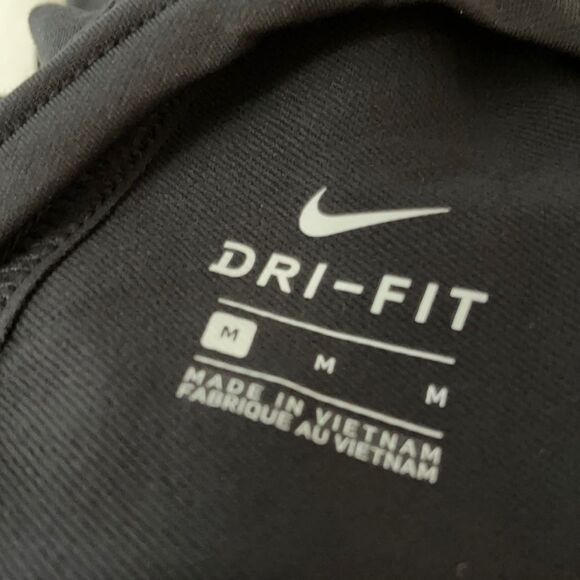 DRI-FIT
M M M
MADE IN VIETNAM
FABRIQUE AU VIETNAM